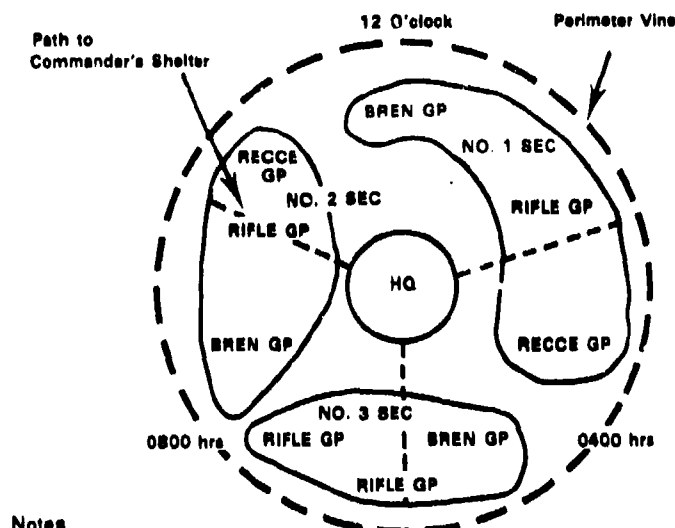 12 O'clock
Perimeter Vine
Path to
Commander's Shelter
BREN GP
NO. 1 SEC
RECCE
GP
NO. 2 SEC
RIFLE GP
RIFLE GP
HQ
BREN GP
RECCE GP
NO. 3 SEC
0800 hrs
RIFLE GP
BREN GP
0400 hrs
RIFLE GP
Notes